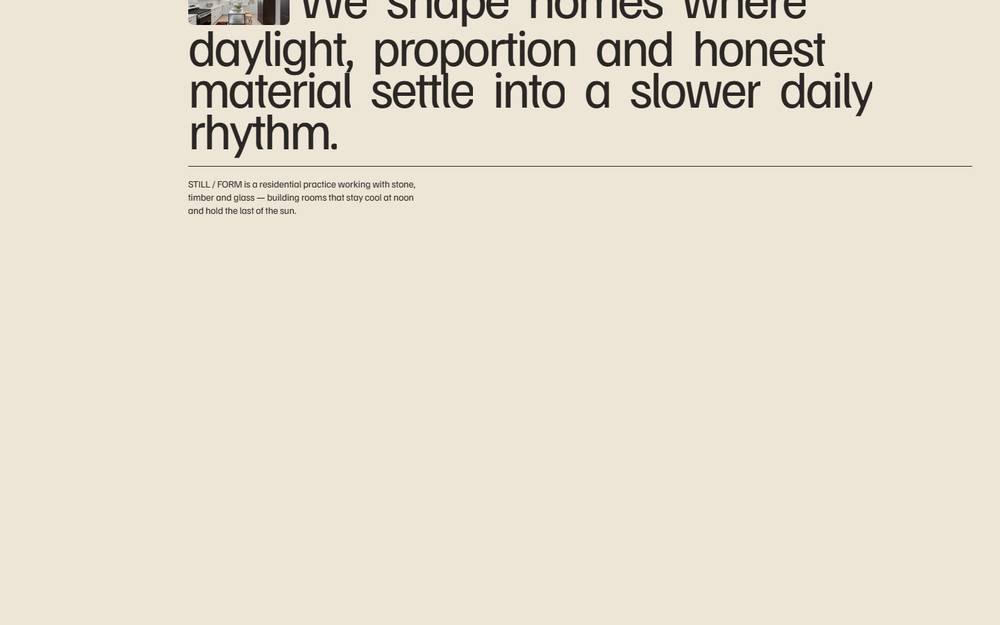 We shape homes where
daylight, proportion and honest
material settle into a slower daily
rhythm.
STILL / FORM is a residential practice working with stone,
timber and glass — building rooms that stay cool at noon
and hold the last of the sun.